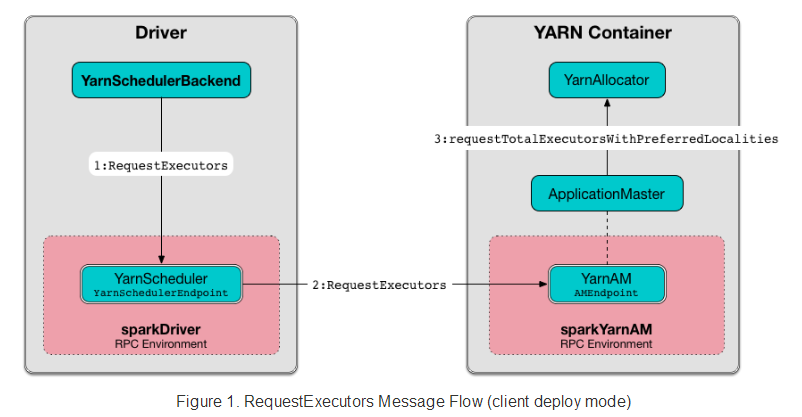 Driver
YarnSchedulerBackend
1:RequestExecutors
YarnScheduler
YarnSchedulerEndpoint
sparkDriver
RPC Environment
2:RequestExecutors
YARN Container
YarnAllocator
3:requestTotalExecutorsWithPreferredLocalities
ApplicationMaster
YarnAM
AMEndpoint
sparkYarnAM
RPC Environment
Figure 1. RequestExecutors Message Flow (client deploy mode)